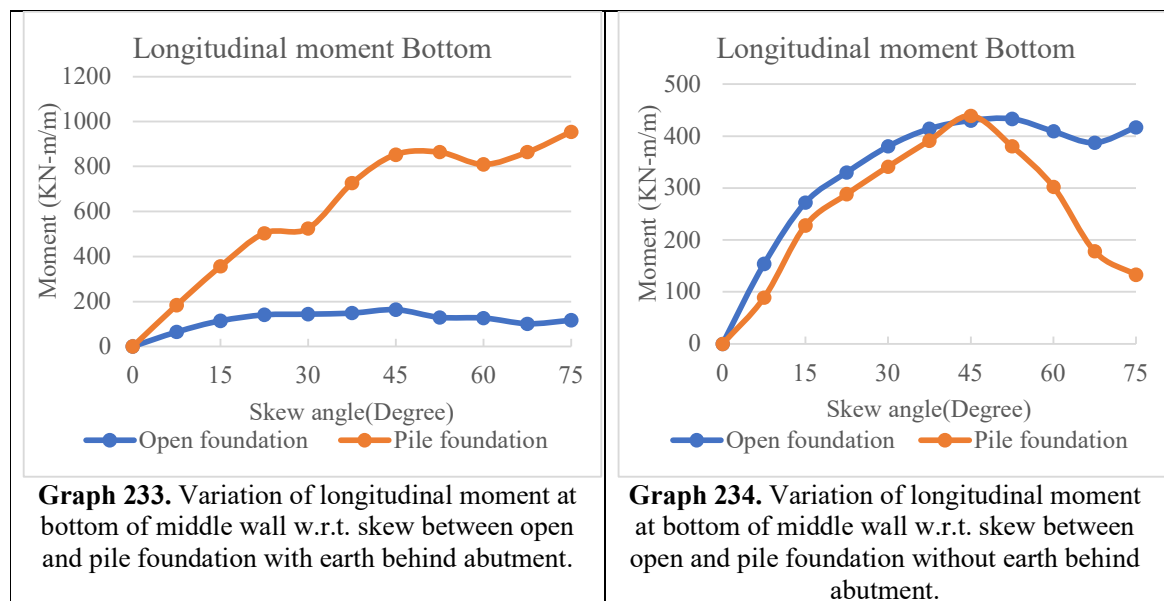 Longitudinal moment Bottom
1200
1000
800
600
400
200
0
Moment (KN-m/m)
0 15 30 45 60 75
Skew angle(Degree)
Open foundation Pile foundation
Graph 233. Variation of longitudinal moment at
bottom of middle wall w.r.t. skew between open
and pile foundation with earth behind abutment.
Longitudinal moment Bottom
500
400
300
200
100
0
Moment (KN-m/m)
0 15 30 45 60 75
Skew angle(Degree)
Open foundation Pile foundation
Graph 234. Variation of longitudinal moment
at bottom of middle wall w.r.t. skew between
open and pile foundation without earth behind
abutment.